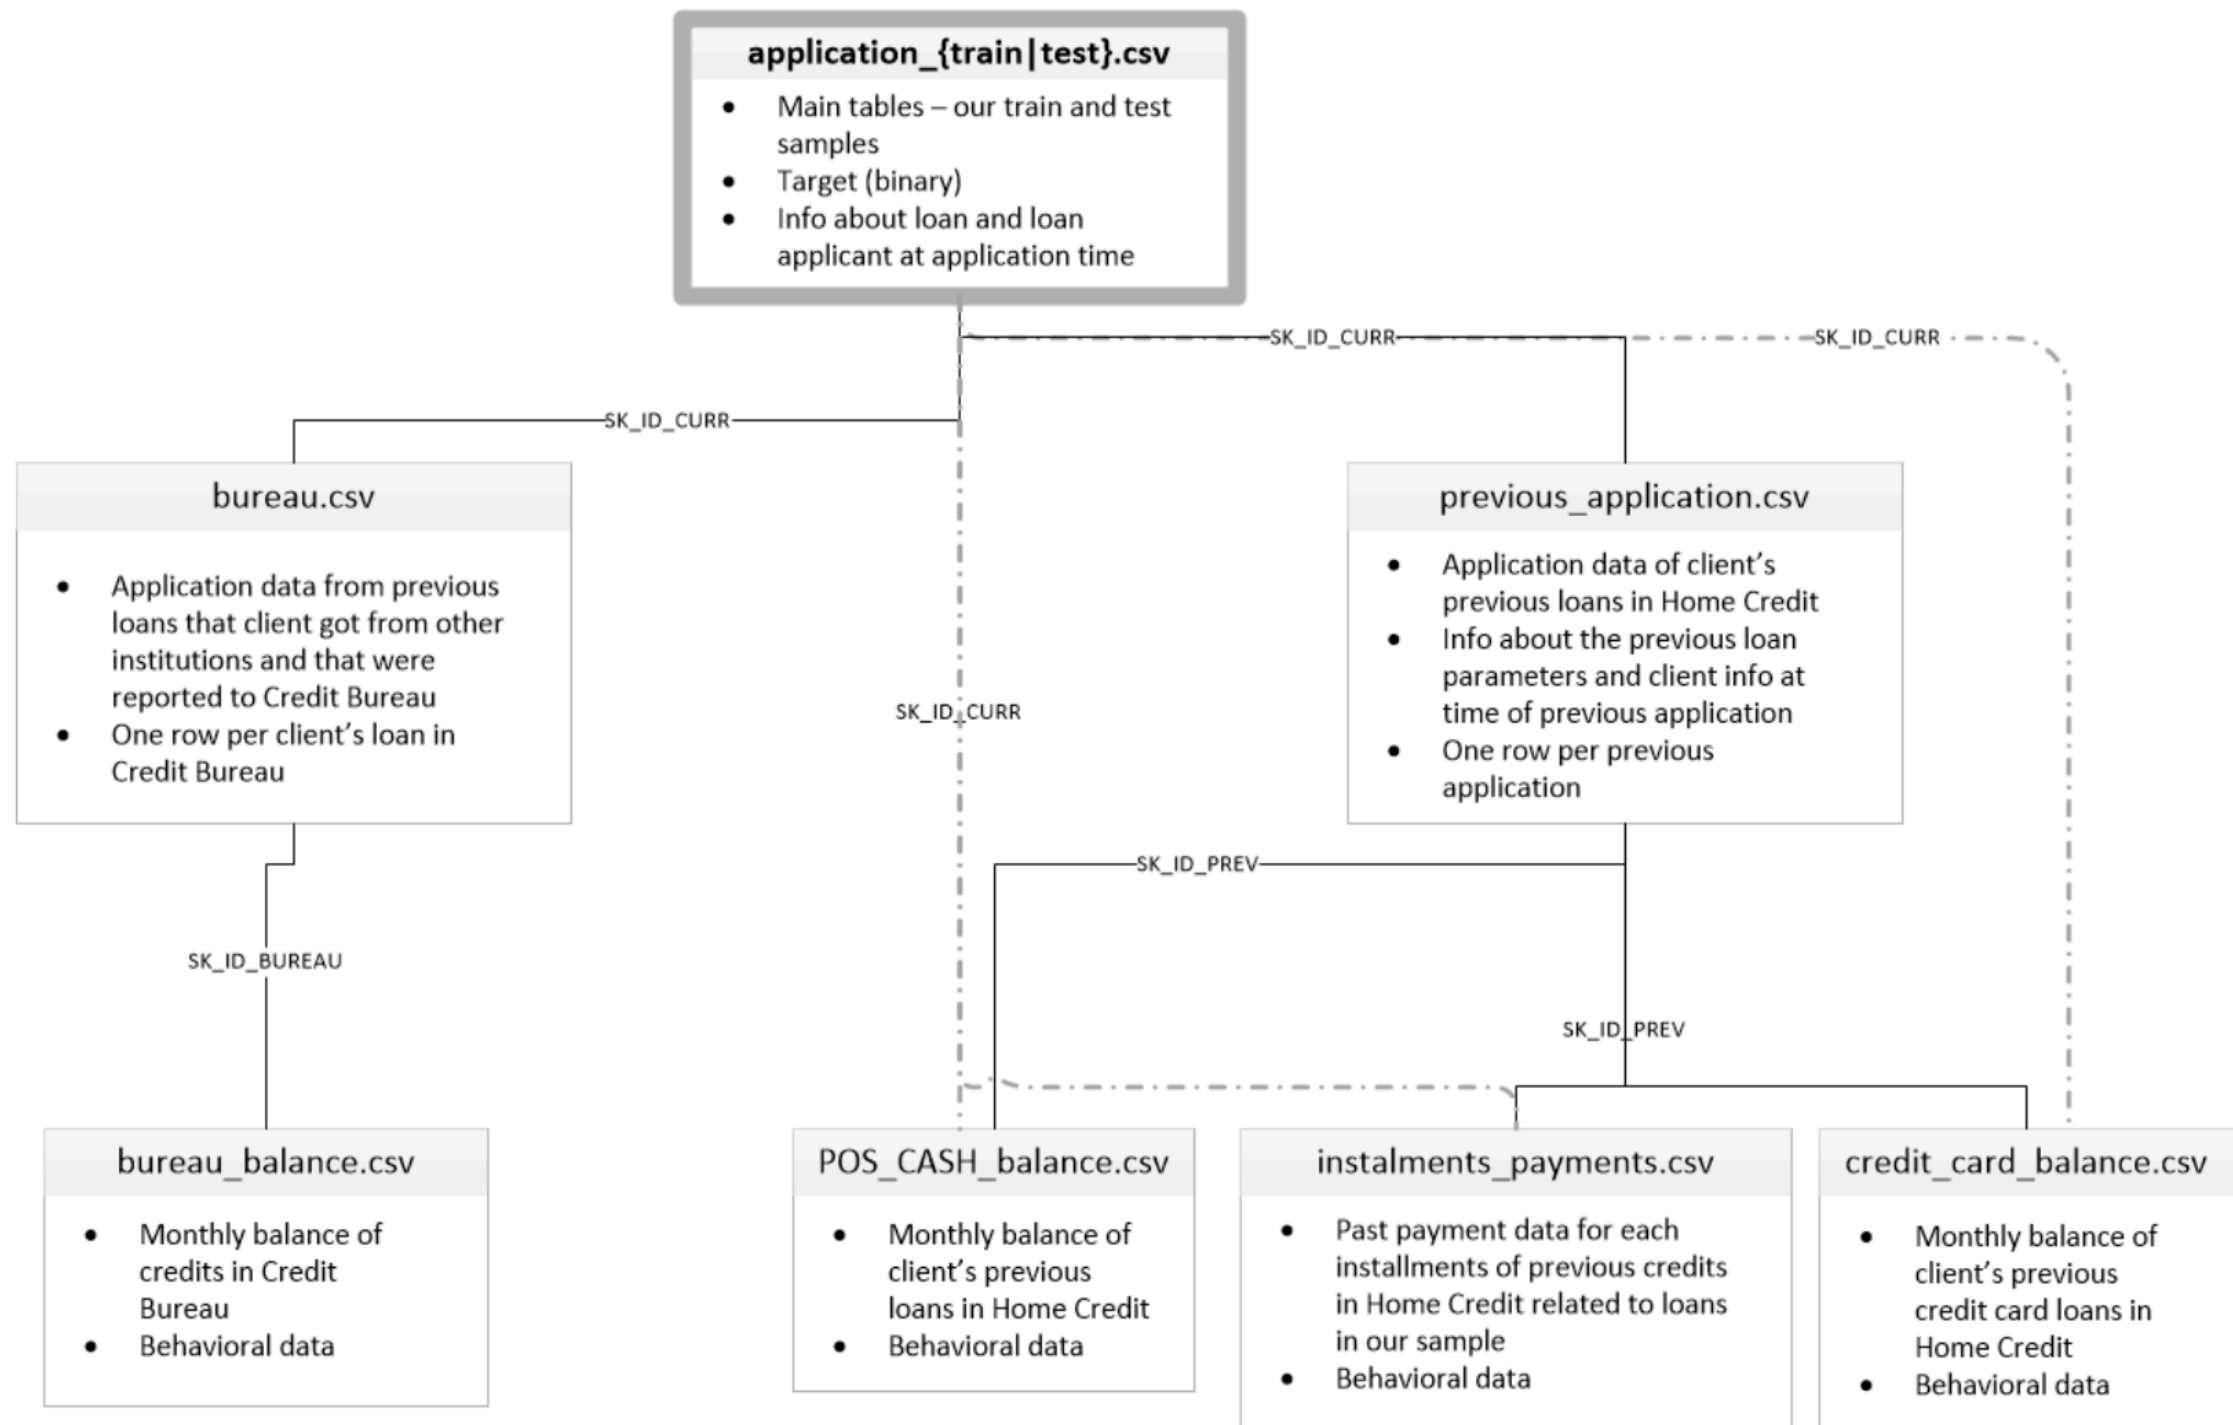 application_{train|test}.csv
• Main tables – our train and test
samples
• Target (binary)
• Info about loan and loan
applicant at application time
SK_ID_CURR
SK_ID_CURR
SK_ID_CURR
bureau.csv
• Application data from previous
loans that client got from other
institutions and that were
reported to Credit Bureau
• One row per client's loan in
Credit Bureau
previous_application.csv
• Application data of client's
previous loans in Home Credit
• Info about the previous loan
parameters and client info at
time of previous application
• One row per previous
application
SK_ID_CURR
SK_ID_PREV
SK_ID_BUREAU
SK_ID_PREV
bureau_balance.csv
• Monthly balance of
credits in Credit
Bureau
• Behavioral data
POS_CASH_balance.csv
• Monthly balance of
client's previous
loans in Home Credit
• Behavioral data
instalments_payments.csv
• Past payment data for each
installments of previous credits
in Home Credit related to loans
in our sample
• Behavioral data
credit_card_balance.csv
• Monthly balance of
client's previous
credit card loans in
Home Credit
• Behavioral data